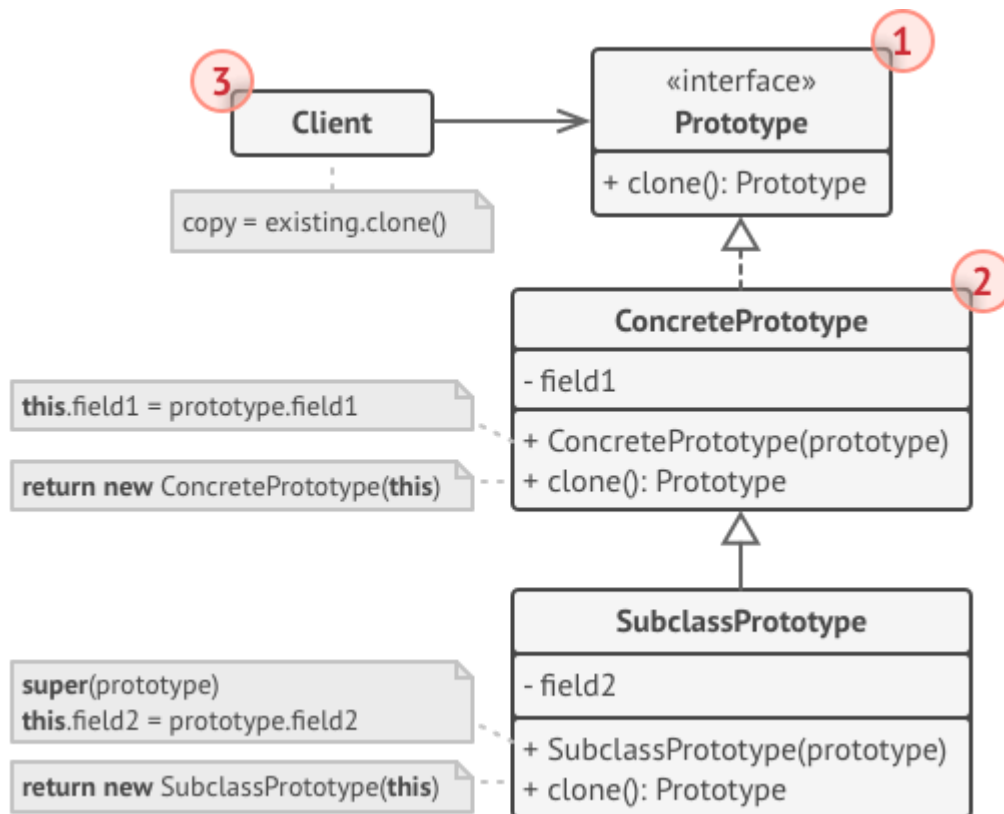 1
«interface»
Prototype
+ clone(): Prototype
3
Client
copy = existing.clone()
2
ConcretePrototype
- field1
+ ConcretePrototype(prototype)
+ clone(): Prototype
this.field1 = prototype.field1
return new ConcretePrototype(this)
SubclassPrototype
- field2
+ SubclassPrototype(prototype)
+ clone(): Prototype
super(prototype)
this.field2 = prototype.field2
return new SubclassPrototype(this)